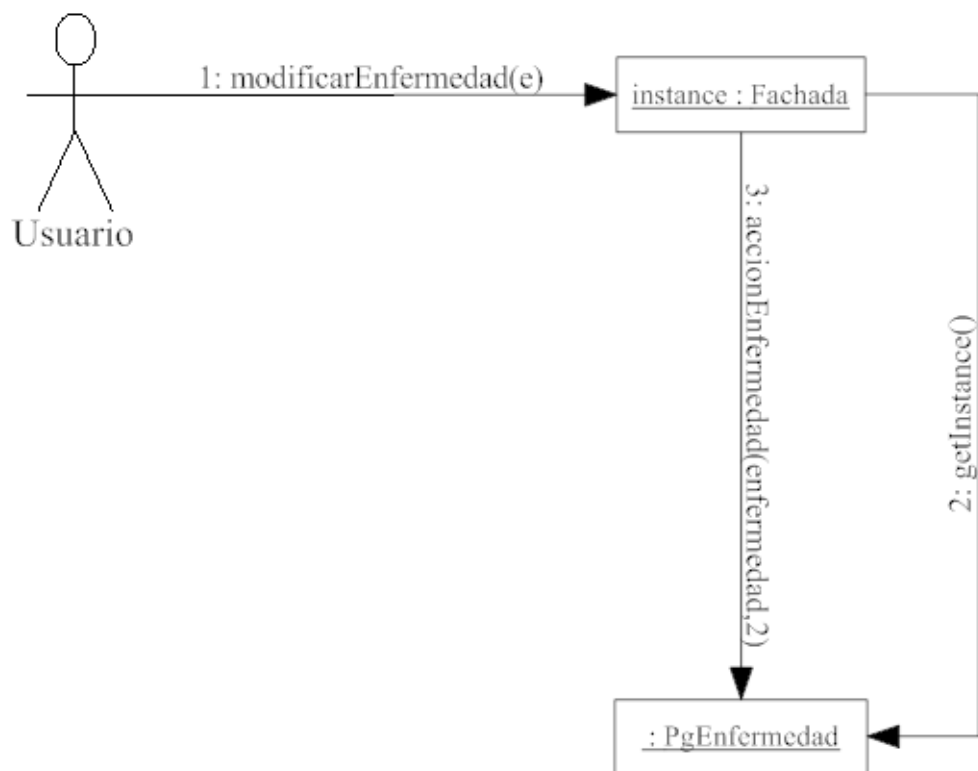 1: modificarEnfermedad(e)
instance : Fachada
Usuario
3: accionEnfermedad(enfermedad,2)
2: getInstance()
: PgEnfermedad